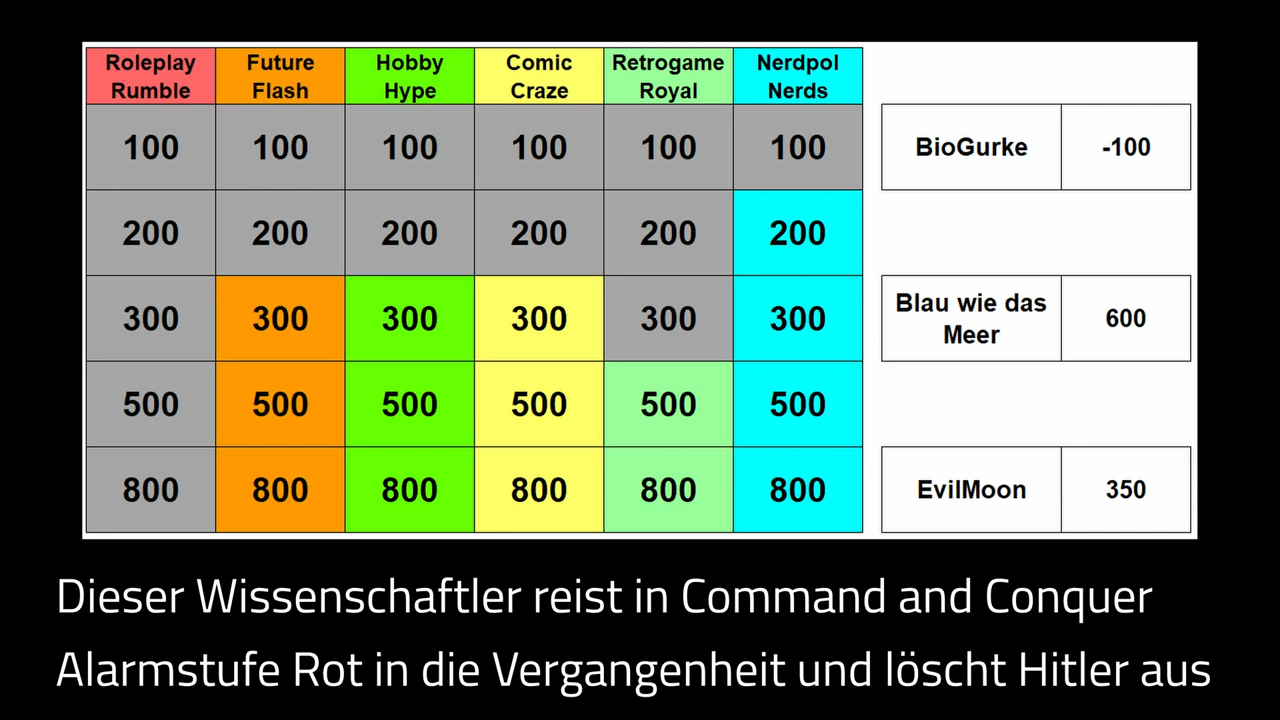 Roleplay Rumble Future Flash Hobby Hype Comic Craze Retrogame Royal Nerdpol Nerds
100 100 100 100 100 100 BioGurke -100
200 200 200 200 200 200
300 300 300 300 300 300 Blau wie das Meer 600
500 500 500 500 500 500
800 800 800 800 800 800 EvilMoon 350
Dieser Wissenschaftler reist in Command and Conquer
Alarmstufe Rot in die Vergangenheit und löscht Hitler aus